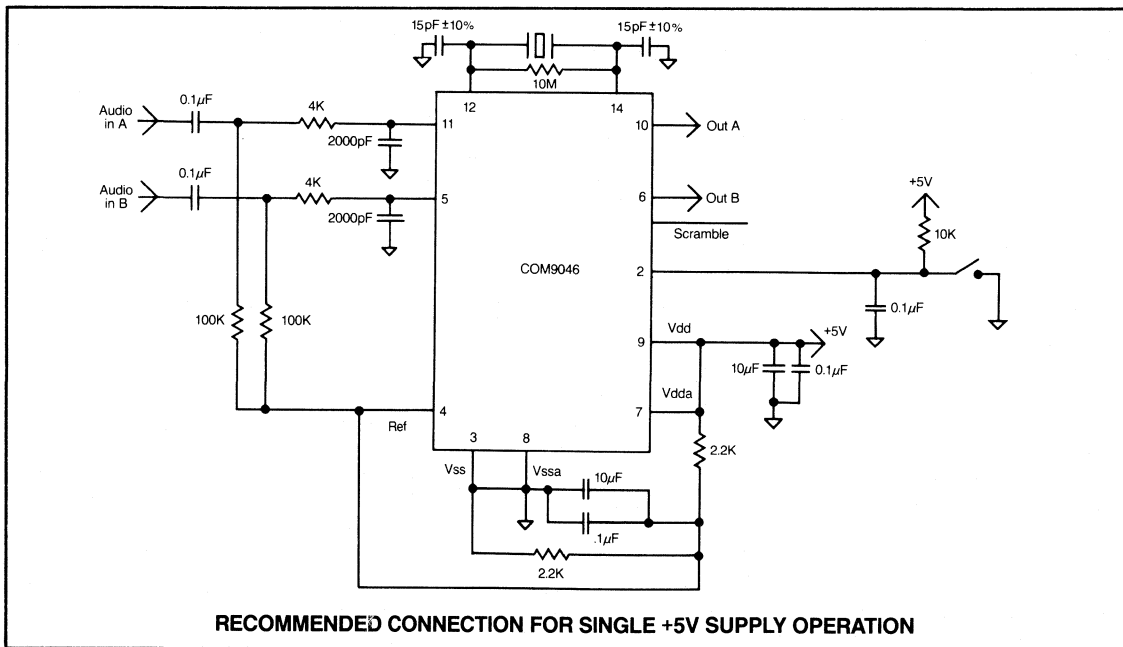 15pF ±10%
15pF ±10%
10M
12
14
Audio
in A
0.1µF
4K
11
2000pF
10
Out A
Audio
in B
0.1µF
4K
5
2000pF
6
Out B
Scramble
+5V
10K
COM9046
2
0.1µF
100K
100K
Vdd
9
+5V
10µF
0.1µF
Vdda
7
4
Ref
3
8
2.2K
Vss
Vssa
10µF
.1µF
2.2K
RECOMMENDED CONNECTION FOR SINGLE +5V SUPPLY OPERATION